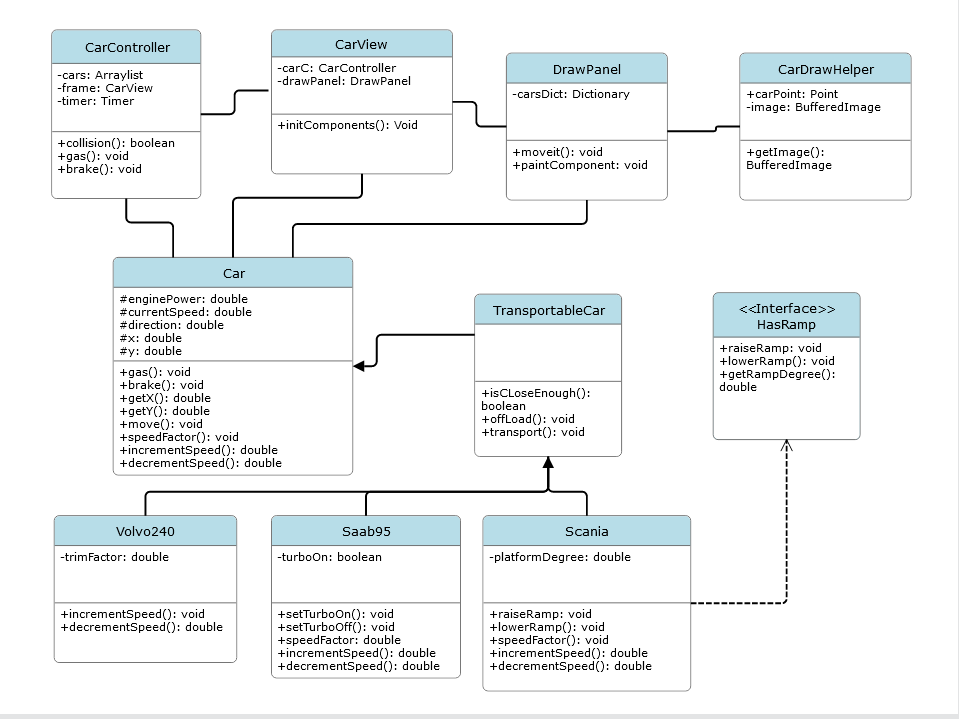 CarController
-cars: Arraylist
-frame: CarView
-timer: Timer
+collision(): boolean
+gas(): void
+brake(): void
CarView
-carC: CarController
-drawPanel: DrawPanel
+initComponents(): Void
DrawPanel
-carsDict: Dictionary
+moveit(): void
+paintComponent: void
CarDrawHelper
+carPoint: Point
-image: BufferedImage
+getImage():
BufferedImage
Car
#enginePower: double
#currentSpeed: double
#direction: double
#x: double
#y: double
+gas(): void
+brake(): void
+getX(): double
+getY(): double
+move(): void
+speedFactor(): void
+incrementSpeed(): double
+decrementSpeed(): double
TransportableCar
+isCLoseEnough():
boolean
+offLoad(): void
+transport(): void
<<Interface>>
HasRamp
+raiseRamp: void
+lowerRamp(): void
+getRampDegree():
double
Volvo240
-trimFactor: double
+incrementSpeed(): void
+decrementSpeed(): double
Saab95
-turboOn: boolean
+setTurboOn(): void
+setTurboOff(): void
+speedFactor: double
+incrementSpeed(): double
+decrementSpeed(): double
Scania
-platformDegree: double
+raiseRamp: void
+lowerRamp(): void
+speedFactor(): void
+incrementSpeed(): double
+decrementSpeed(): double